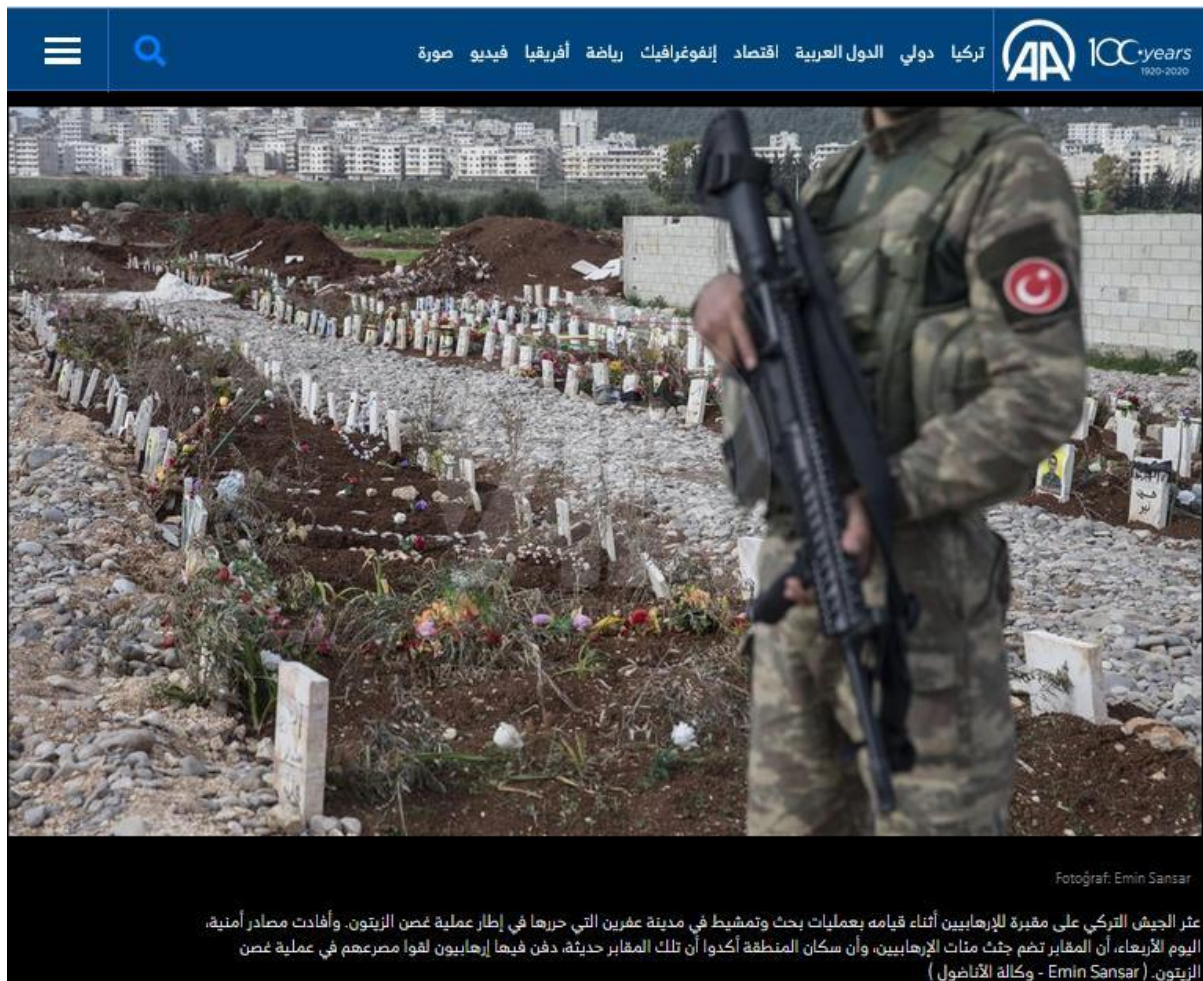 تركيا دولي الدول العربية اقتصاد إنفوغرافيك رياضة أفريقيا فيديو صورة
AA
100 years
1920-2020
Fotoğraf: Emin Sansar
عثر الجيش التركي على مقبرة للإرهابيين أثناء قيامه بعمليات بحث وتمشيط في مدينة عفرين التي حررها في إطار عملية غصن الزيتون. وأفادت مصادر أمنية،
اليوم الأربعاء، أن المقابر تضم جثث مئات الإرهابيين، وأن سكان المنطقة أكدوا أن تلك المقابر حديثة، دفن فيها إرهابيون لقوا مصرعهم في عملية غصن
الزيتون. ( Emin Sansar - وكالة الأناضول )